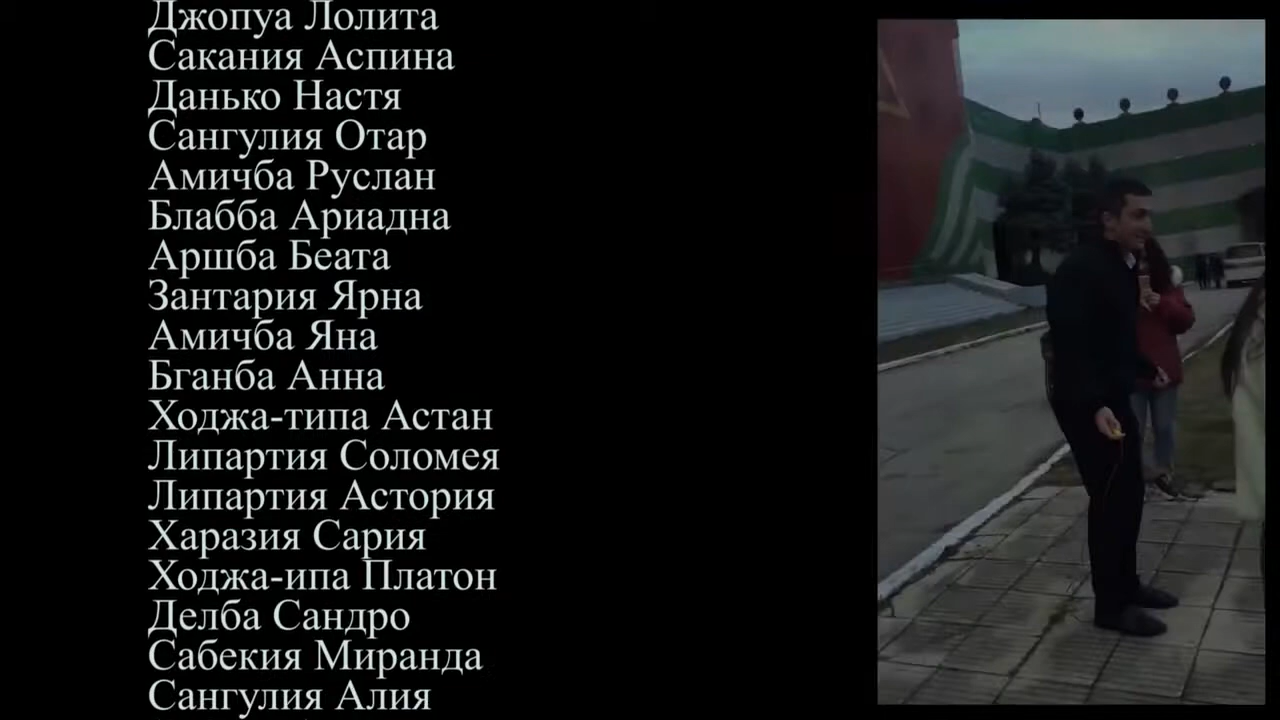 Джопуа Лолита
Сакания Аспина
Данько Настя
Сангулия Отар
Амичба Руслан
Блабба Ариадна
Аршба Беата
Зантария Ярна
Амичба Яна
Бганба Анна
Ходжа-типа Астан
Липартия Соломея
Липартия Астория
Харазия Сария
Ходжа-ипа Платон
Делба Сандро
Сабекия Миранда
Сангулия Алия